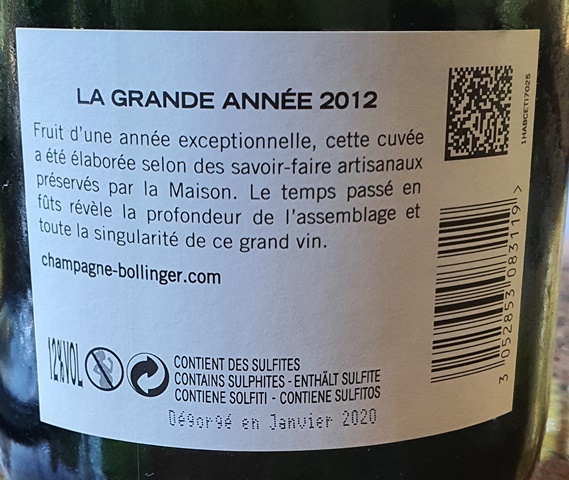 LA GRANDE ANNÉE 2012
Fruit d'une année exceptionnelle, cette cuvée
a été élaborée selon des savoir-faire artisanaux
préservés par la Maison. Le temps passé en
fûts révèle la profondeur de l'assemblage et
toute la singularité de ce grand vin.
champagne-bollinger.com
12%VOL
CONTIENT DES SULFITES
CONTAINS SULPHITES - ENTHÄLT SULFITE
CONTIENE SOLFITI - CONTIENE SULFITOS
Dégorgé en Janvier 2020
1HABCET17025
3 052853 083119 >